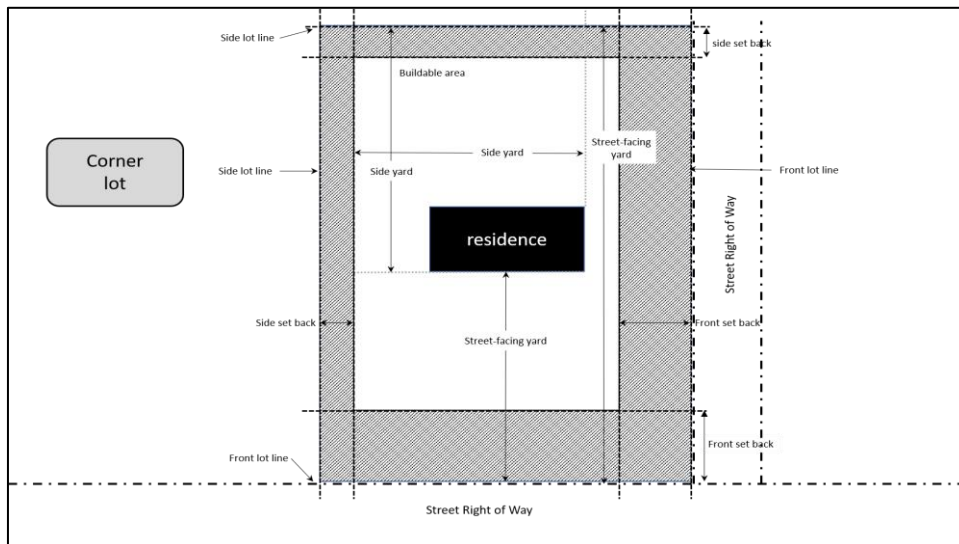 Side lot line
side set back
Buildable area
Corner
lot
Street-facing
yard
Side yard
Side lot line
Side yard
Front lot line
residence
Street Right of Way
Side set back
Front set back
Street-facing yard
Front set back
Front lot line
Street Right of Way